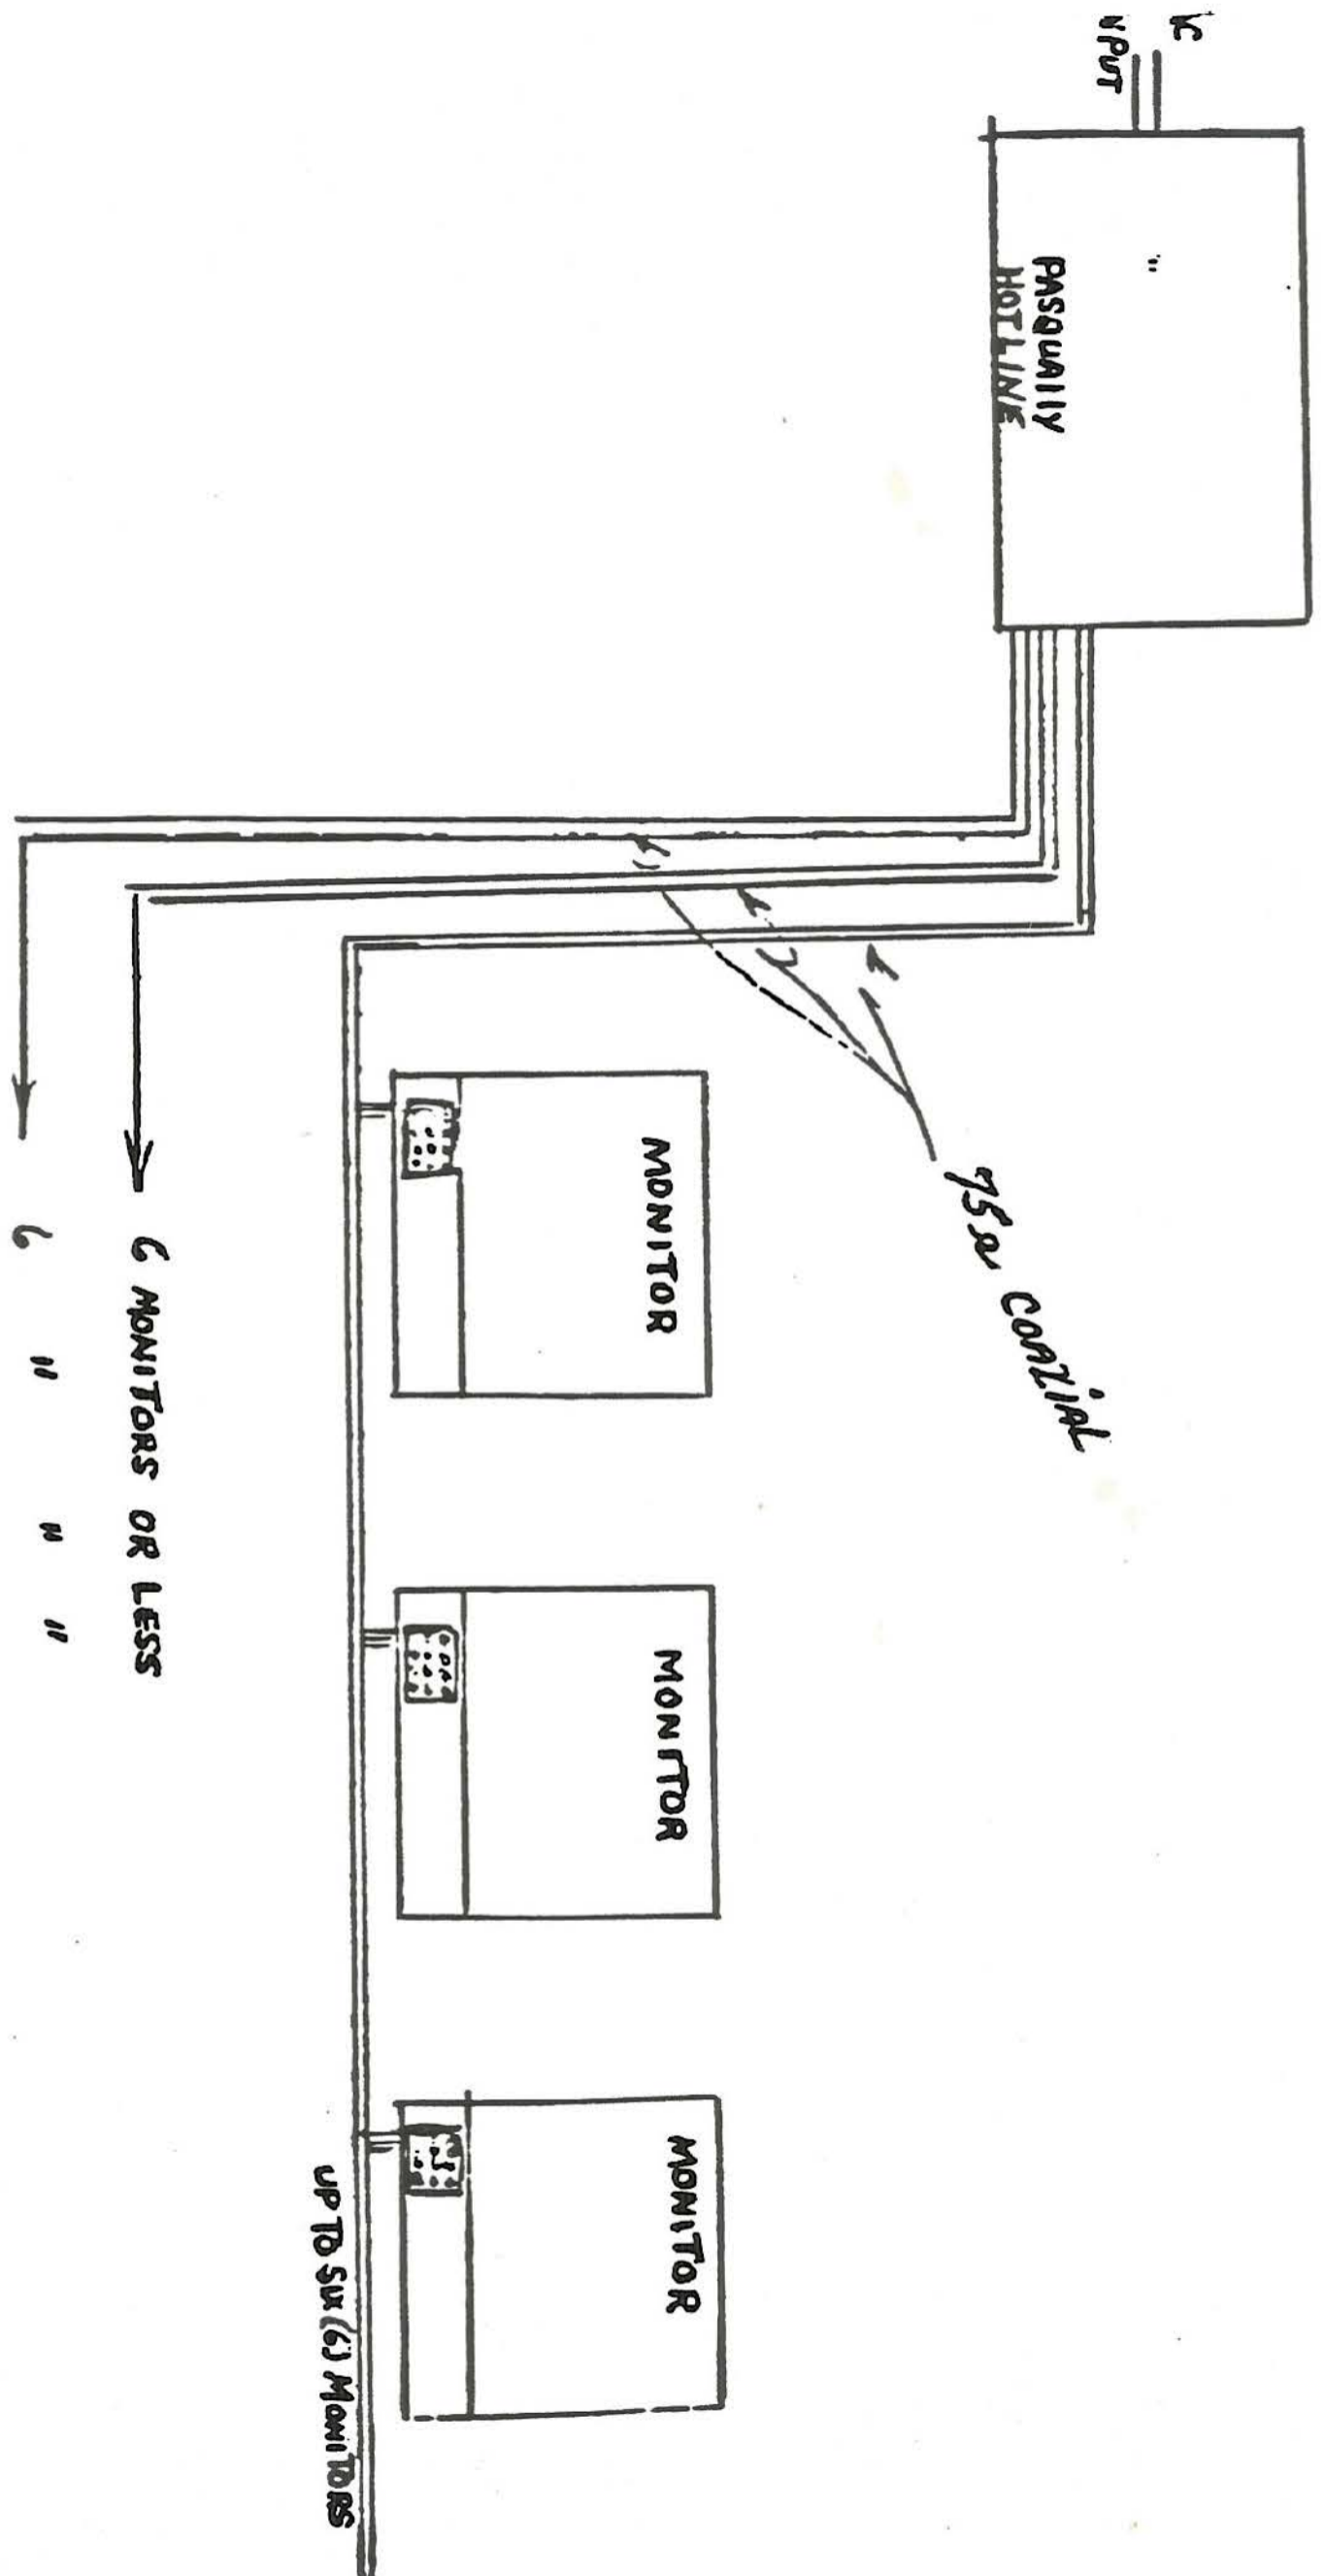 PASQUALLY
HOTLINE
75Ω COAXIAL
MONITOR
MONITOR
MONITOR
UP TO SIX (6) MONITORS
6 MONITORS OR LESS
6 " " "